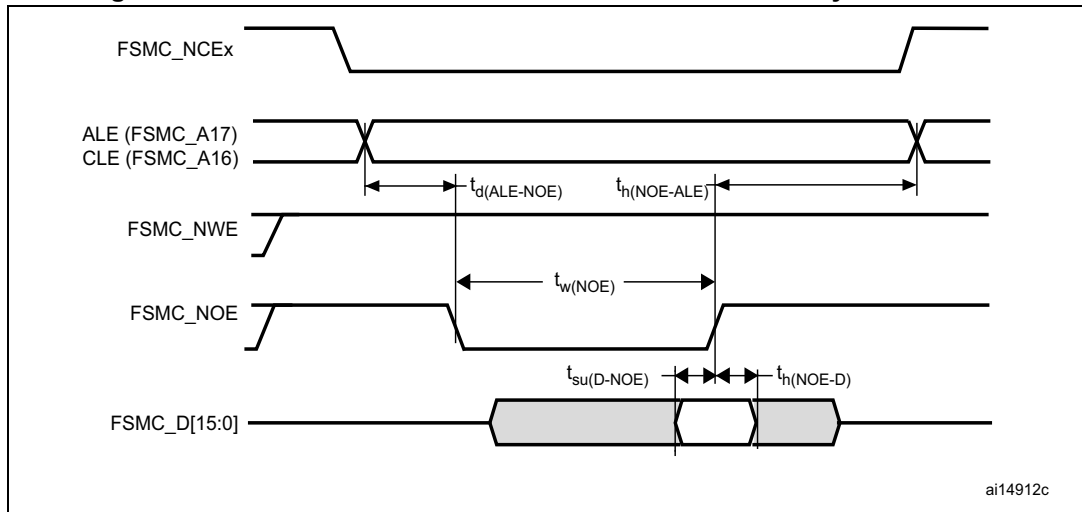 FSMC_NCEx
ALE (FSMC_A17)
CLE (FSMC_A16)
td(ALE-NOE)
th(NOE-ALE)
FSMC_NWE
tw(NOE)
FSMC_NOE
tsu(D-NOE)
th(NOE-D)
FSMC_D[15:0]
ai14912c